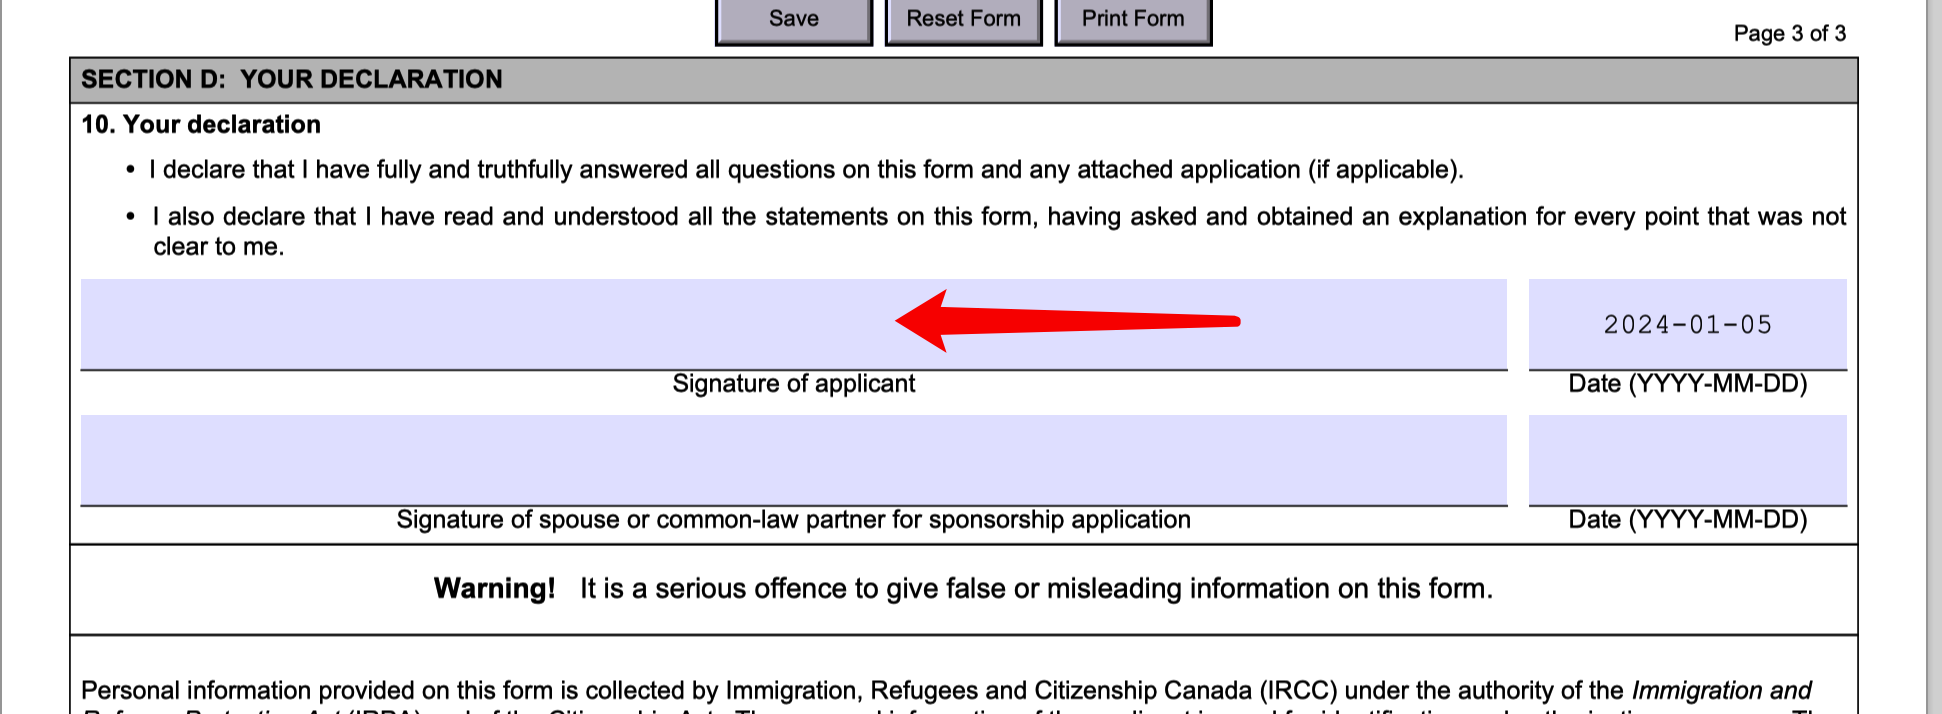 Save Reset Form Print Form
Page 3 of 3
SECTION D: YOUR DECLARATION
10. Your declaration
• I declare that I have fully and truthfully answered all questions on this form and any attached application (if applicable).
• I also declare that I have read and understood all the statements on this form, having asked and obtained an explanation for every point that was not
clear to me.
2024-01-05
Signature of applicant Date (YYYY-MM-DD)
Signature of spouse or common-law partner for sponsorship application Date (YYYY-MM-DD)
Warning! It is a serious offence to give false or misleading information on this form.
Personal information provided on this form is collected by Immigration, Refugees and Citizenship Canada (IRCC) under the authority of the Immigration and